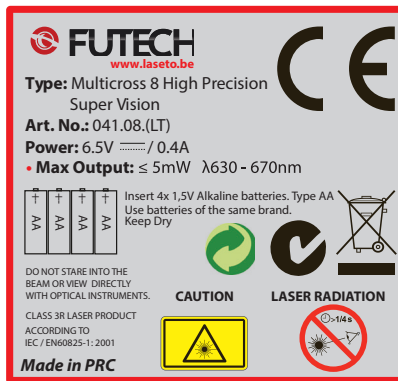 FUTECH
www.laseto.be
Type: Multicross 8 High Precision
Super Vision
Art. No.: 041.08.(LT)
Power: 6.5V ⎓ / 0.4A
• Max Output: ≤ 5mW λ630 - 670nm
AA AA AA AA
Insert 4x 1,5V Alkaline batteries. Type AA
Use batteries of the same brand.
Keep Dry
CE
DO NOT STARE INTO THE
BEAM OR VIEW DIRECTLY
WITH OPTICAL INSTRUMENTS.
CLASS 3R LASER PRODUCT
ACCORDING TO
IEC / EN60825-1: 2001
Made in PRC
CAUTION
LASER RADIATION
>1/4 s